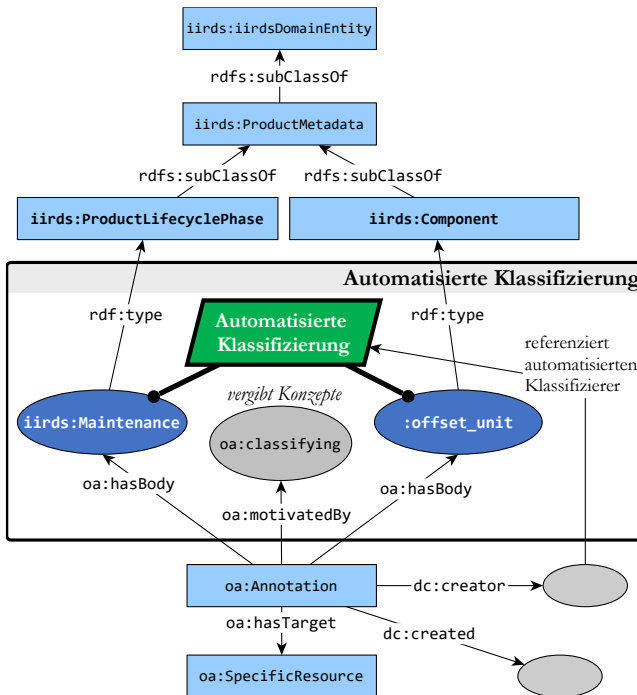 iirds:iirdsDomainEntity
rdfs:subClassOf
iirds:ProductMetadata
rdfs:subClassOf
rdfs:subClassOf
iirds:ProductLifecyclePhase
iirds:Component
Automatisierte Klassifizierung
rdf:type
rdf:type
Automatisierte
Klassifizierung
referenziert
automatisierten
Klassifizierer
vergibt Konzepte
iirds:Maintenance
oa:classifying
:offset_unit
oa:hasBody
oa:hasBody
oa:motivatedBy
oa:Annotation
dc:creator
oa:hasTarget
dc:created
oa:SpecificResource